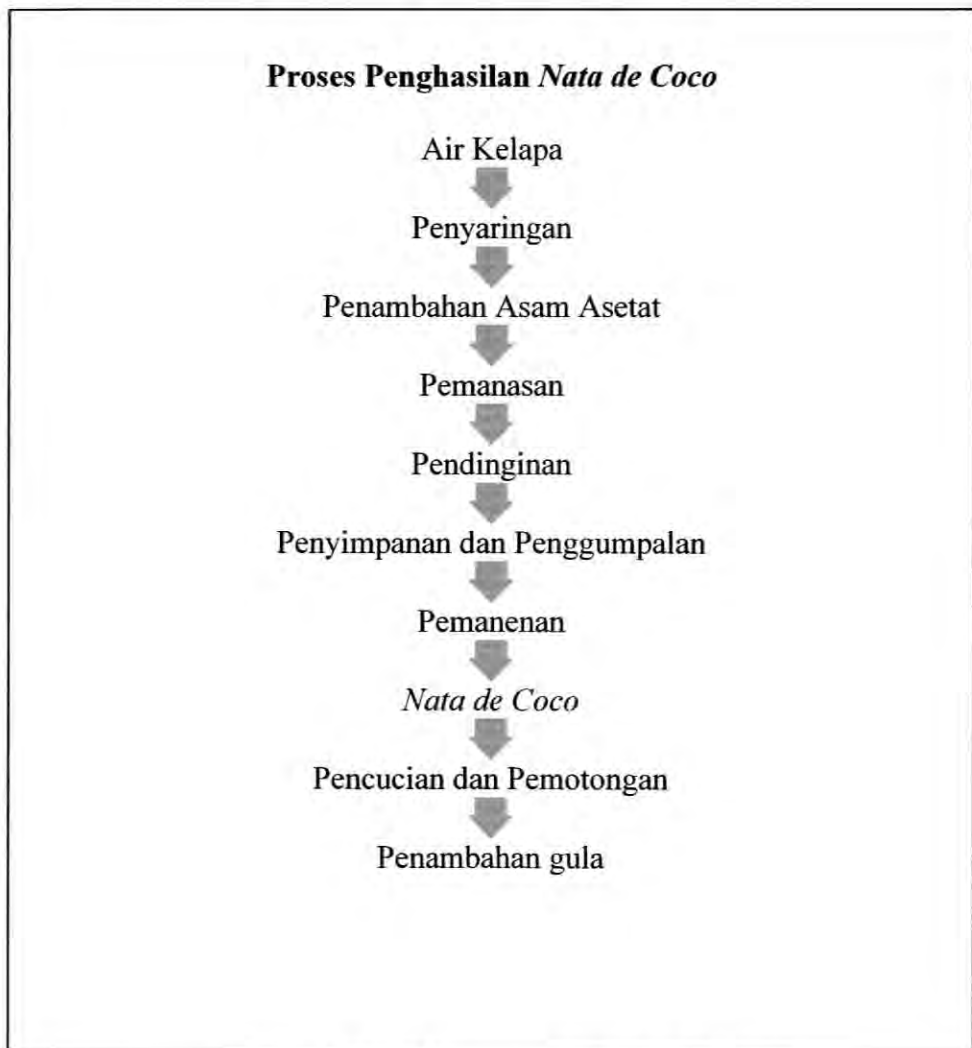 Proses Penghasilan Nata de Coco
Air Kelapa
Penyaringan
Penambahan Asam Asetat
Pemanasan
Pendinginan
Penyimpanan dan Penggumpalan
Pemanenan
Nata de Coco
Pencucian dan Pemotongan
Penambahan gula